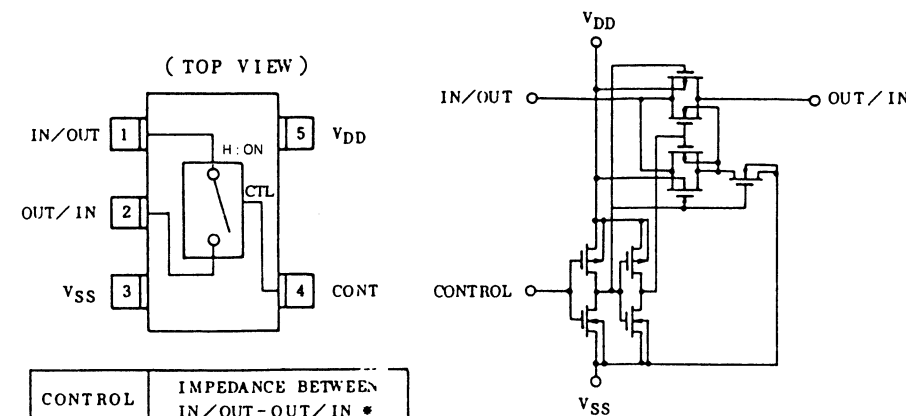 ( TOP VIEW )
IN/OUT 1
5 VDD
H : ON
CTL
OUT/IN 2
VSS 3
4 CONT
CONTROL
IMPEDANCE BETWEEN
IN/OUT-OUT/IN *
VDD
IN/OUT
OUT/IN
CONTROL
VSS